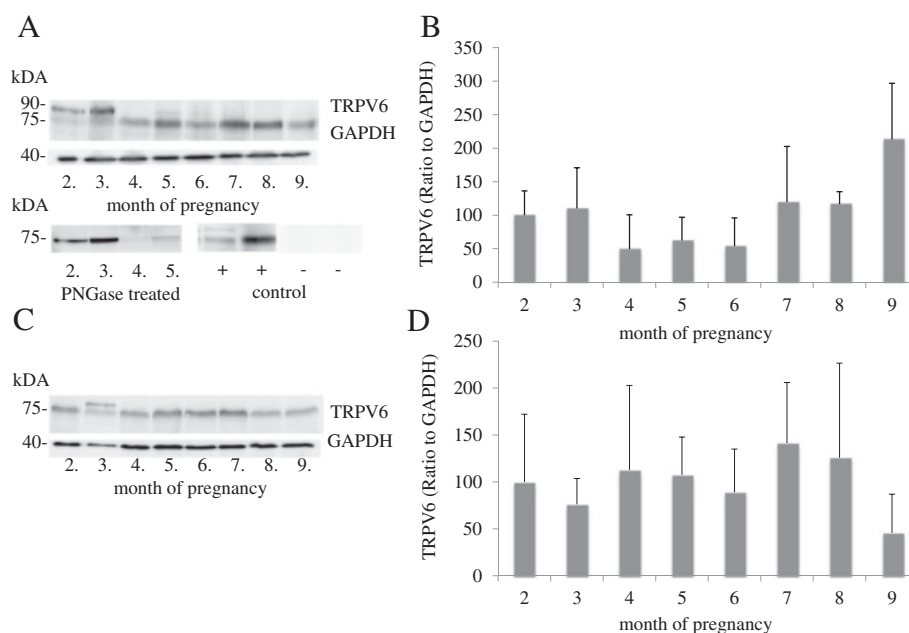 A
kDA
90-
75-
40-
TRPV6
GAPDH
2. 3. 4. 5. 6. 7. 8. 9.
month of pregnancy
kDA
75-
2. 3. 4. 5. + + - -
PNGase treated control
B
TRPV6 (Ratio to GAPDH)
350
300
250
200
150
100
50
0
2 3 4 5 6 7 8 9
month of pregnancy
C
kDA
75-
40-
TRPV6
GAPDH
2. 3. 4. 5. 6. 7. 8. 9.
month of pregnancy
D
TRPV6 (Ratio to GAPDH)
250
200
150
100
50
0
2 3 4 5 6 7 8 9
month of pregnancy